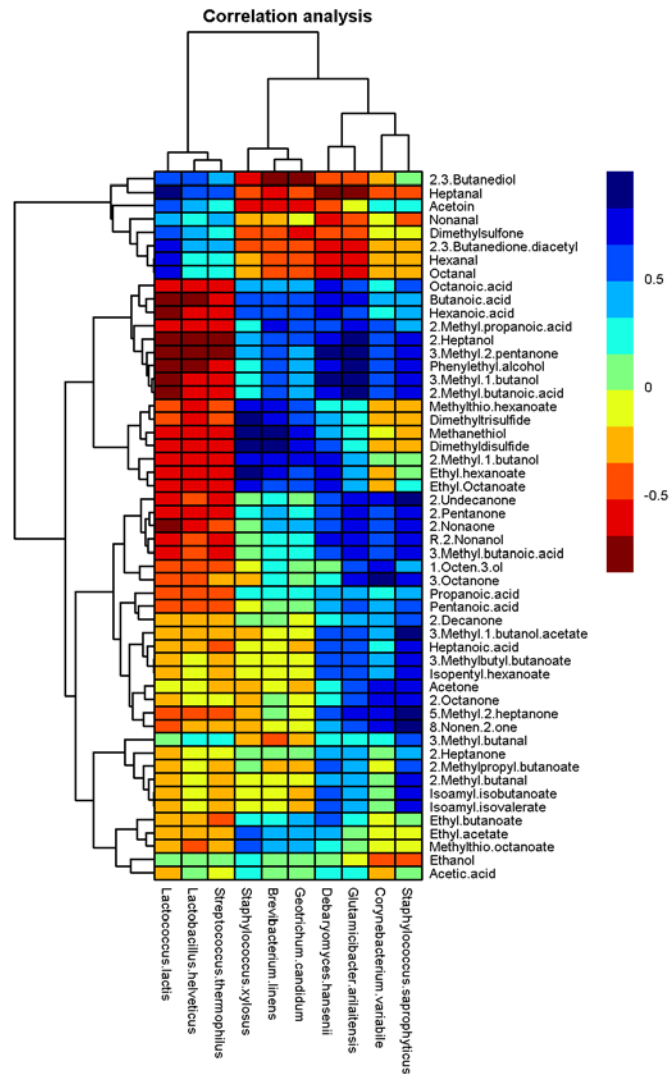 Correlation analysis
2.3.Butanediol
Heptanal
Acetoin
Nonanal
Dimethylsulfone
2.3.Butanedione.diacetyl
Hexanal
Octanal
Octanoic.acid
Butanoic.acid
Hexanoic.acid
2.Methyl.propanoic.acid
2.Heptanol
3.Methyl.2.pentanone
Phenylethyl.alcohol
3.Methyl.1.butanol
2.Methyl.butanoic.acid
Methylthio.hexanoate
Dimethyltrisulfide
Methanethiol
Dimethyldisulfide
2.Methyl.1.butanol
Ethyl.hexanoate
Ethyl.Octanoate
2.Undecanone
2.Pentanone
2.Nonaone
R.2.Nonanol
3.Methyl.butanoic.acid
1.Octen.3.ol
3.Octanone
Propanoic.acid
Pentanoic.acid
2.Decanone
3.Methyl.1.butanol.acetate
Heptanoic.acid
3.Methylbutyl.butanoate
Isopentyl.hexanoate
Acetone
2.Octanone
5.Methyl.2.heptanone
8.Nonen.2.one
3.Methyl.butanal
2.Heptanone
2.Methylpropyl.butanoate
2.Methyl.butanal
Isoamyl.isobutanoate
Isoamyl.isovalerate
Ethyl.butanoate
Ethyl.acetate
Methylthio.octanoate
Ethanol
Acetic.acid
0.5
0
-0.5
Lactococcus.lactis
Lactobacillus.helveticus
Streptococcus.thermophilus
Staphylococcus.xylosus
Brevibacterium.linens
Geotrichum.candidum
Debaryomyces.hansenii
Glutamicibacter.arilaitensis
Corynebacterium.variabile
Staphylococcus.saprophyticus